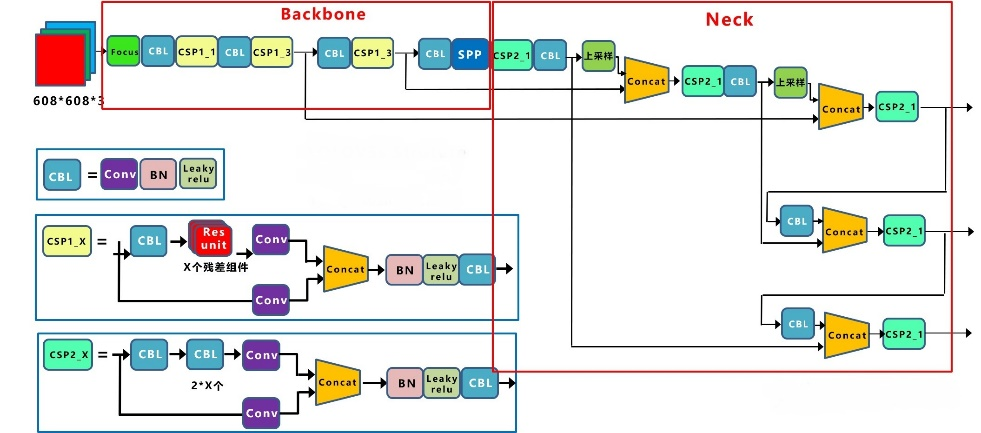 Backbone
Neck
Focus CBL CSP1_1 CBL CSP1_3 CBL CSP1_3 CBL SPP CSP2_1 CBL 上采样 Concat CSP2_1 CBL 上采样 Concat CSP2_1
608*608*3
CBL = Conv BN Leaky relu
CBL Concat CSP2_1
CSP1_X = CBL Res unit Conv Concat BN Leaky relu CBL
X个残差组件
Conv
CBL Concat CSP2_1
CSP2_X = CBL CBL Conv Concat BN Leaky relu CBL
2*X个
Conv